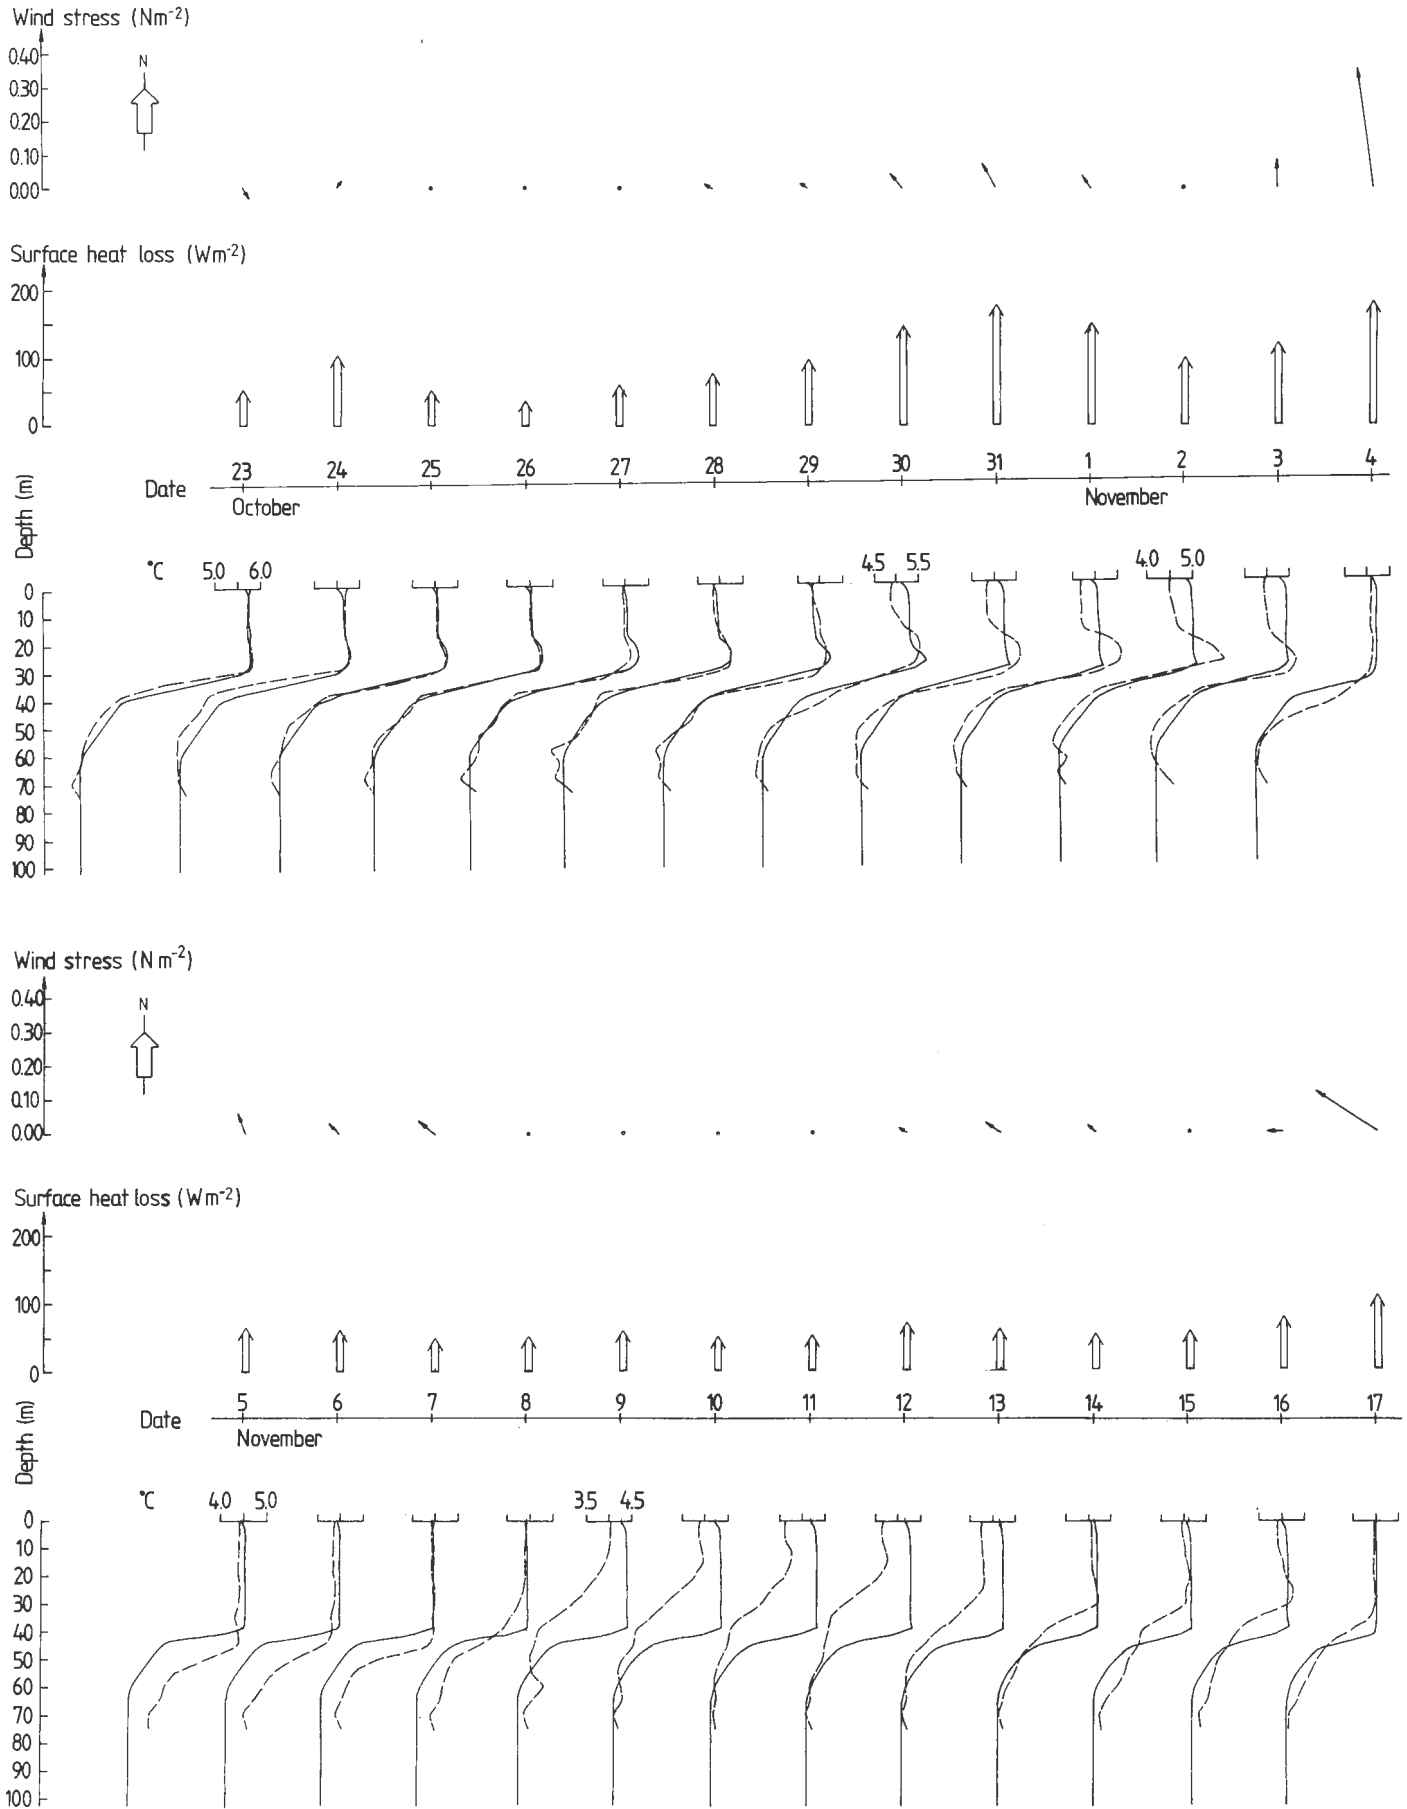 Wind stress (Nm-2)
0.40
0.30
0.20
0.10
0.00
N
Surface heat loss (Wm-2)
200
100
0
Date 23 24 25 26 27 28 29 30 31 1 2 3 4
October November
Depth (m)
°C 5.0 6.0 4.5 5.5 4.0 5.0
0
10
20
30
40
50
60
70
80
90
100
Wind stress (N m-2)
0.40
0.30
0.20
0.10
0.00
N
Surface heat loss (Wm-2)
200
100
0
Date 5 6 7 8 9 10 11 12 13 14 15 16 17
November
Depth (m)
°C 4.0 5.0 3.5 4.5
0
10
20
30
40
50
60
70
80
90
100